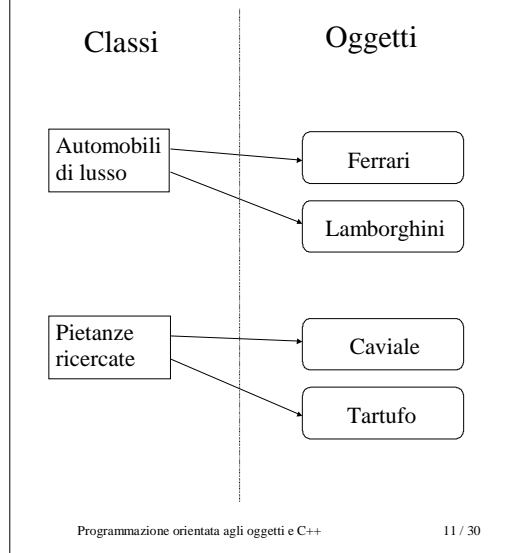 Classi
Oggetti
Automobili
di lusso
Ferrari
Lamborghini
Pietanze
ricercate
Caviale
Tartufo
Programmazione orientata agli oggetti e C++
11 / 30